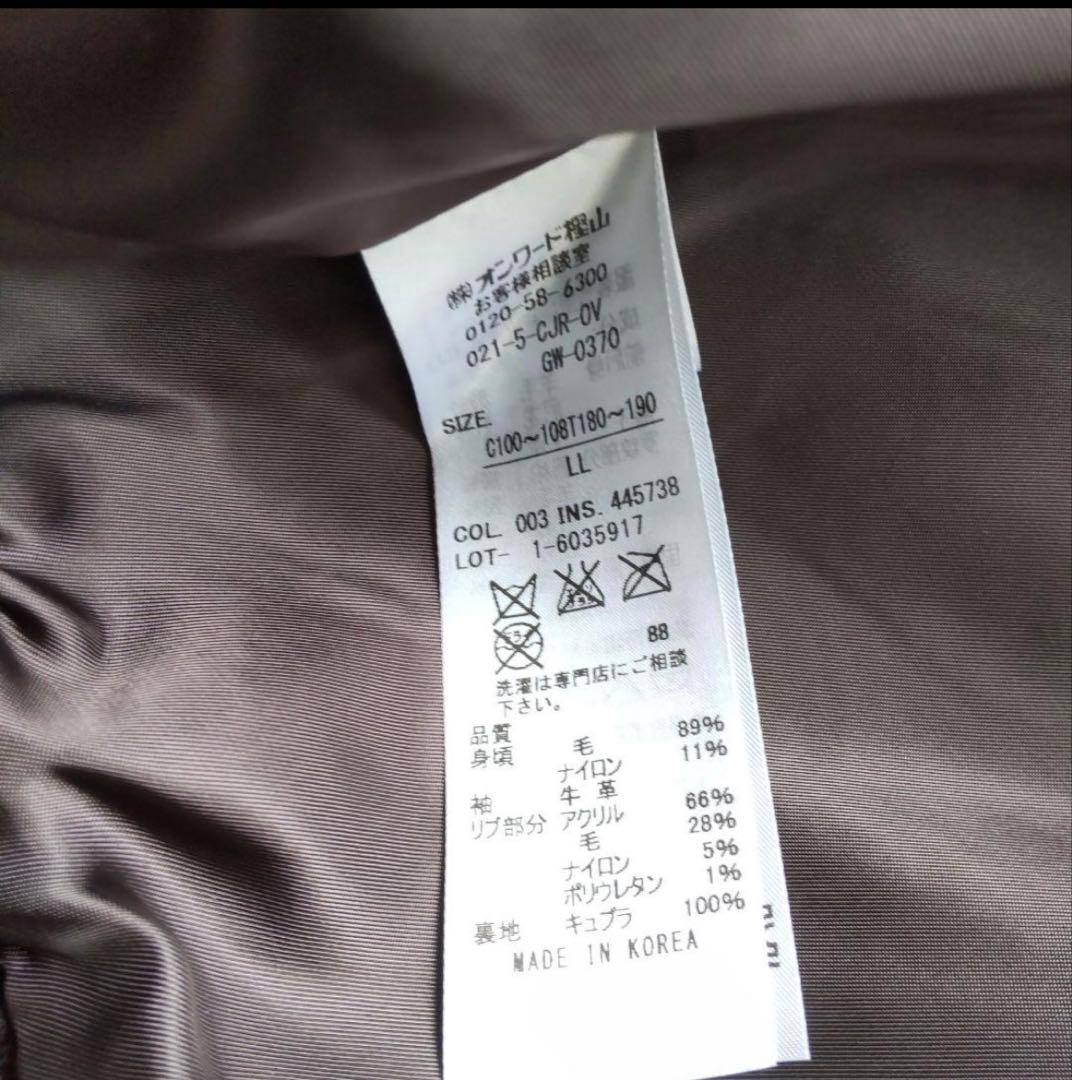 (株)オンワード樫山
お客様相談室
0120-58-6300
021-5-CJR-OV
GW-0370
SIZE
C100~108T180~190
LL
COL. 003 INS. 445738
LOT- 1-6035917
88
洗濯は専門店にご相談
下さい。
品質
身頃 毛 89%
ナイロン 11%
袖 牛革
リブ部分 アクリル 66%
毛 28%
ナイロン 5%
ポリウレタン 1%
裏地 キュプラ 100%
MADE IN KOREA